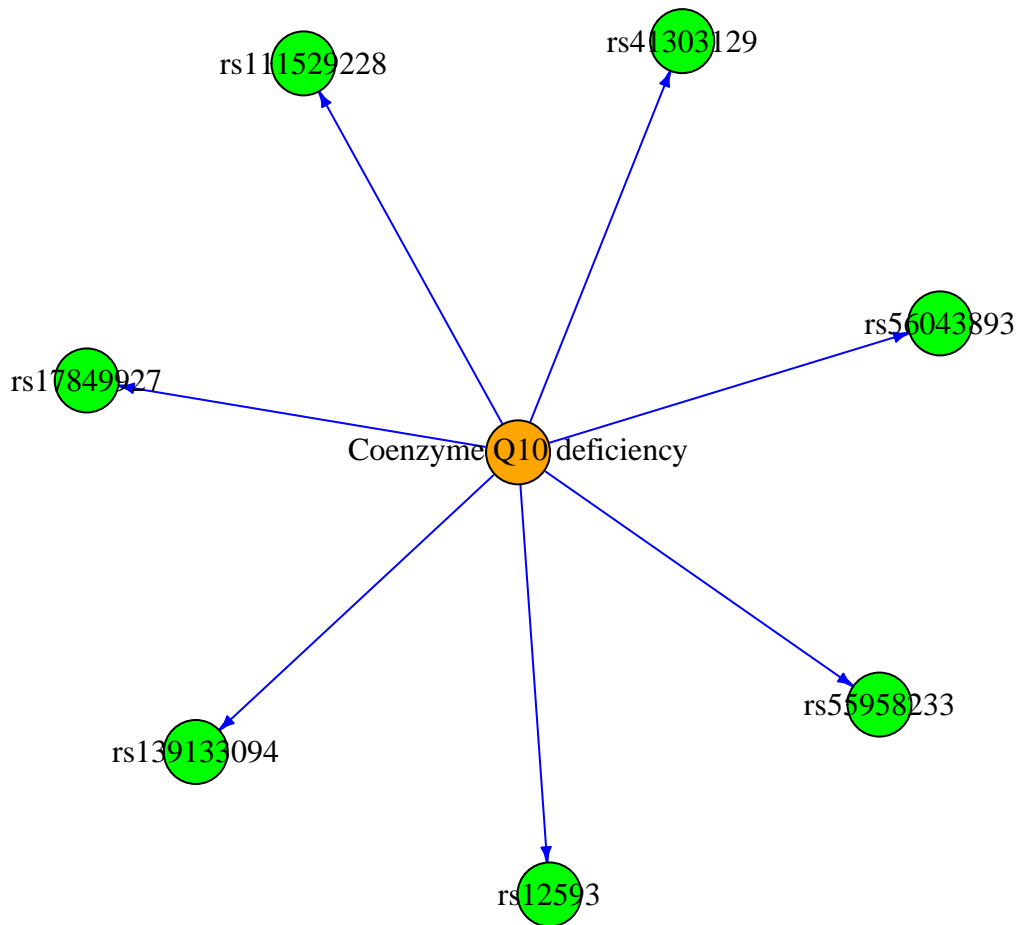 rs41303129
rs111529228
rs56043893
rs17849927
Coenzyme Q10 deficiency
rs55958233
rs139133094
rs12593